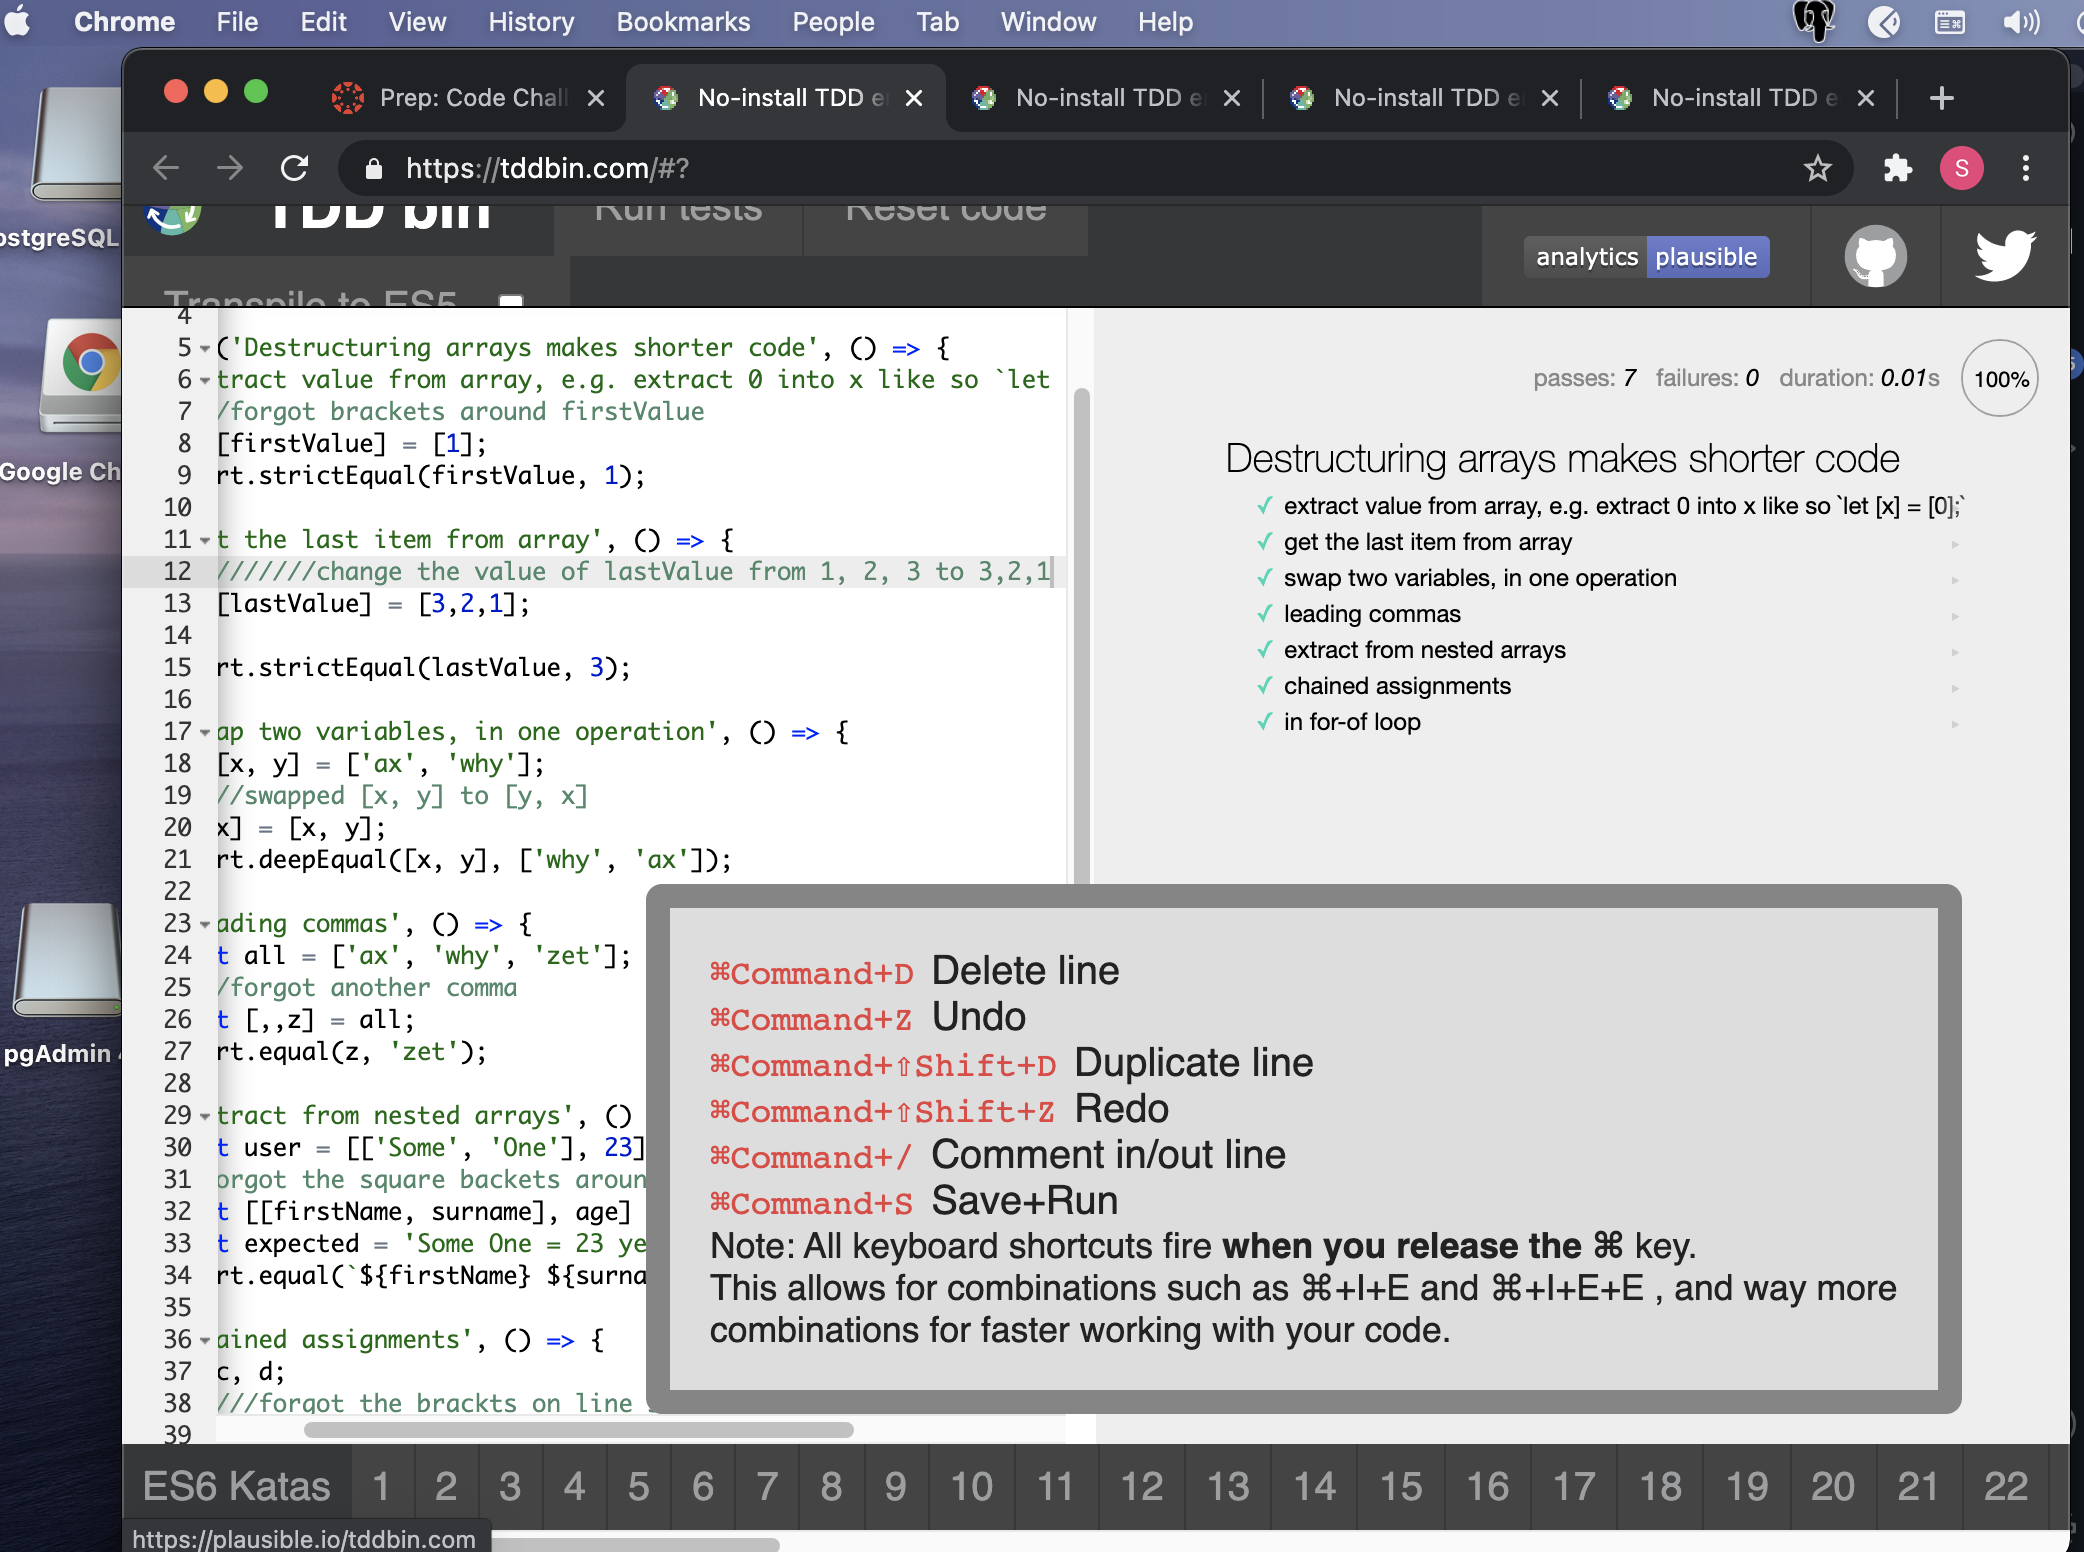 Chrome File Edit View History Bookmarks People Tab Window Help
Prep: Code Chall
No-install TDD e
No-install TDD e
No-install TDD e
No-install TDD e
https://tddbin.com/#?
TDD bin
Run tests
Reset code
analytics plausible
Transpile to ES5
ostgreSQL
Google Ch
pgAdmin 4
4
5 ('Destructuring arrays makes shorter code', () => {
6 tract value from array, e.g. extract 0 into x like so `let
7 /forgot brackets around firstValue
8 [firstValue] = [1];
9 rt.strictEqual(firstValue, 1);
10
11 t the last item from array', () => {
12 ///////change the value of lastValue from 1, 2, 3 to 3,2,1
13 [lastValue] = [3,2,1];
14
15 rt.strictEqual(lastValue, 3);
16
17 ap two variables, in one operation', () => {
18 [x, y] = ['ax', 'why'];
19 //swapped [x, y] to [y, x]
20 x] = [x, y];
21 rt.deepEqual([x, y], ['why', 'ax']);
22
23 ading commas', () => {
24 t all = ['ax', 'why', 'zet'];
25 /forgot another comma
26 t [,,z] = all;
27 rt.equal(z, 'zet');
28
29 tract from nested arrays', ()
30 t user = [['Some', 'One'], 23]
31 orgot the square backets aroun
32 t [[firstName, surname], age]
33 t expected = 'Some One = 23 ye
34 rt.equal(`${firstName} ${surna
35
36 ained assignments', () => {
37 c, d;
38 ///forgot the brackts on line
39
passes: 7 failures: 0 duration: 0.01s 100%
Destructuring arrays makes shorter code
✓ extract value from array, e.g. extract 0 into x like so `let [x] = [0];`
✓ get the last item from array
✓ swap two variables, in one operation
✓ leading commas
✓ extract from nested arrays
✓ chained assignments
✓ in for-of loop
⌘Command+D Delete line
⌘Command+Z Undo
⌘Command+⇧Shift+D Duplicate line
⌘Command+⇧Shift+Z Redo
⌘Command+/ Comment in/out line
⌘Command+S Save+Run
Note: All keyboard shortcuts fire when you release the ⌘ key.
This allows for combinations such as ⌘+I+E and ⌘+I+E+E , and way more
combinations for faster working with your code.
ES6 Katas 1 2 3 4 5 6 7 8 9 10 11 12 13 14 15 16 17 18 19 20 21 22
https://plausible.io/tddbin.com
S